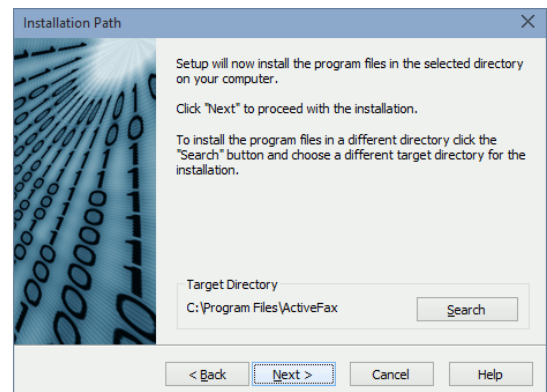 Installation Path
Setup will now install the program files in the selected directory
on your computer.
Click "Next" to proceed with the installation.
To install the program files in a different directory click the
"Search" button and choose a different target directory for the
installation.
Target Directory
C:\Program Files\ActiveFax
Search
< Back
Next >
Cancel
Help